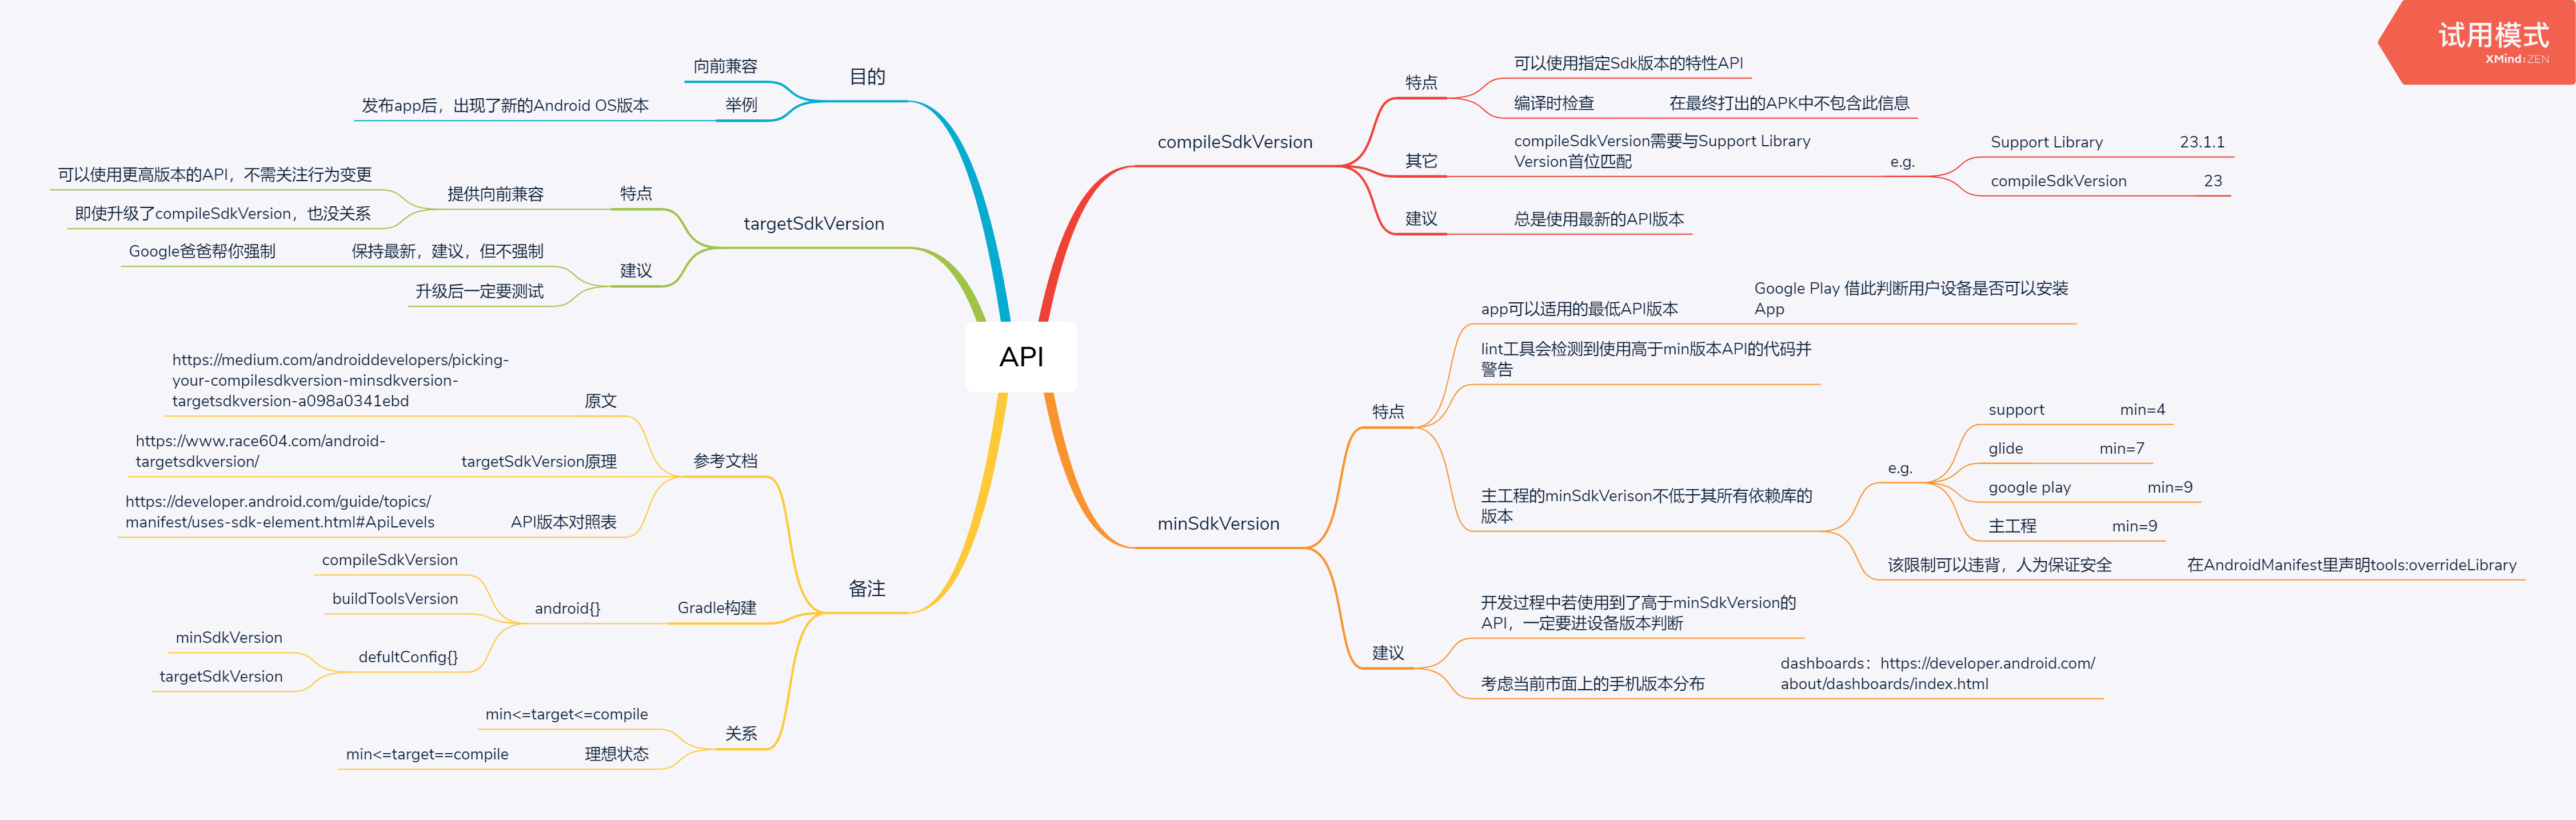 试用模式
XMind:ZEN
API
compileSdkVersion
特点
可以使用指定Sdk版本的特性API
编译时检查
在最终打出的APK中不包含此信息
其它
compileSdkVersion需要与Support Library
Version首位匹配
e.g.
Support Library
23.1.1
compileSdkVersion
23
建议
总是使用最新的API版本
minSdkVersion
特点
app可以适用的最低API版本
Google Play 借此判断用户设备是否可以安装
App
lint工具会检测到使用高于min版本API的代码并
警告
主工程的minSdkVerison不低于其所有依赖库的
版本
e.g.
support
min=4
glide
min=7
google play
min=9
主工程
min=9
该限制可以违背，人为保证安全
在AndroidManifest里声明tools:overrideLibrary
建议
开发过程中若使用到了高于minSdkVersion的
API，一定要进设备版本判断
考虑当前市面上的手机版本分布
dashboards：https://developer.android.com/
about/dashboards/index.html
目的
向前兼容
举例
发布app后，出现了新的Android OS版本
targetSdkVersion
特点
提供向前兼容
可以使用更高版本的API，不需关注行为变更
即使升级了compileSdkVersion，也没关系
建议
保持最新，建议，但不强制
Google爸爸帮你强制
升级后一定要测试
备注
参考文档
原文
https://medium.com/androiddevelopers/picking-
your-compilesdkversion-minsdkversion-
targetsdkversion-a098a0341ebd
targetSdkVersion原理
https://www.race604.com/android-
targetsdkversion/
API版本对照表
https://developer.android.com/guide/topics/
manifest/uses-sdk-element.html#ApiLevels
Gradle构建
android{}
compileSdkVersion
buildToolsVersion
defultConfig{}
minSdkVersion
targetSdkVersion
关系
min<=target<=compile
理想状态
min<=target==compile